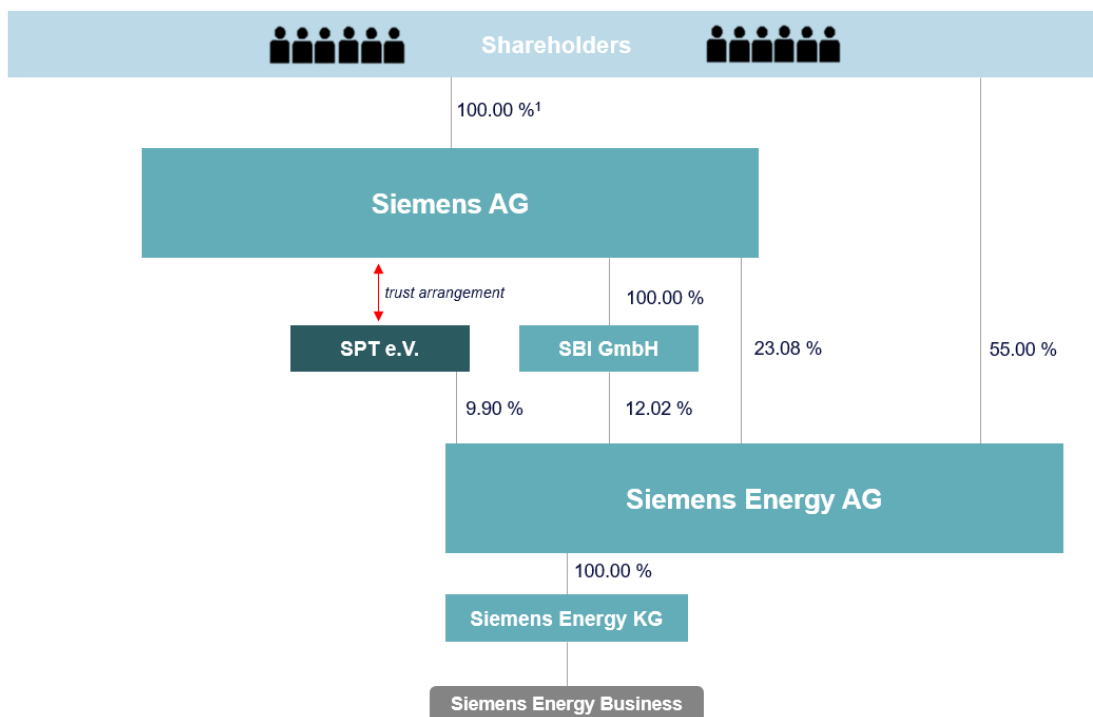 Shareholders
100.00 %¹
Siemens AG
trust arrangement
100.00 %
SPT e.V.
SBI GmbH
23.08 %
55.00 %
9.90 %
12.02 %
Siemens Energy AG
100.00 %
Siemens Energy KG
Siemens Energy Business